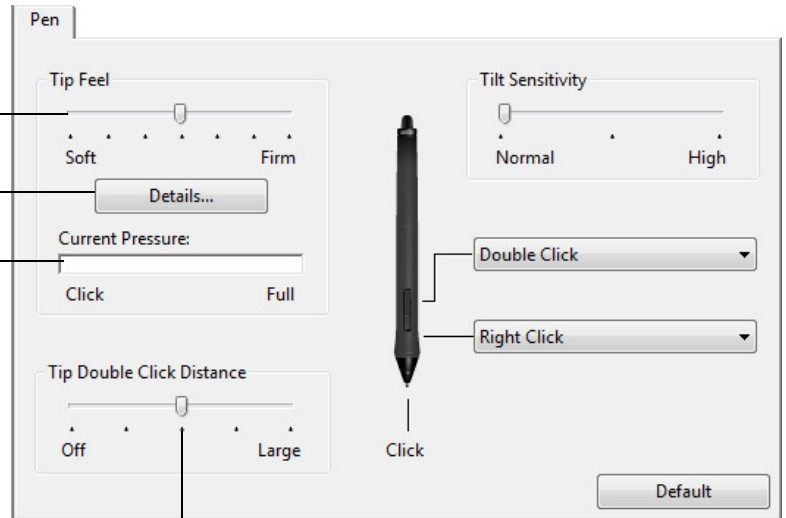 Pen
Tip Feel
Soft Firm
Details...
Current Pressure:
Click Full
Tip Double Click Distance
Off Large
Tilt Sensitivity
Normal High
Double Click
Right Click
Click
Default